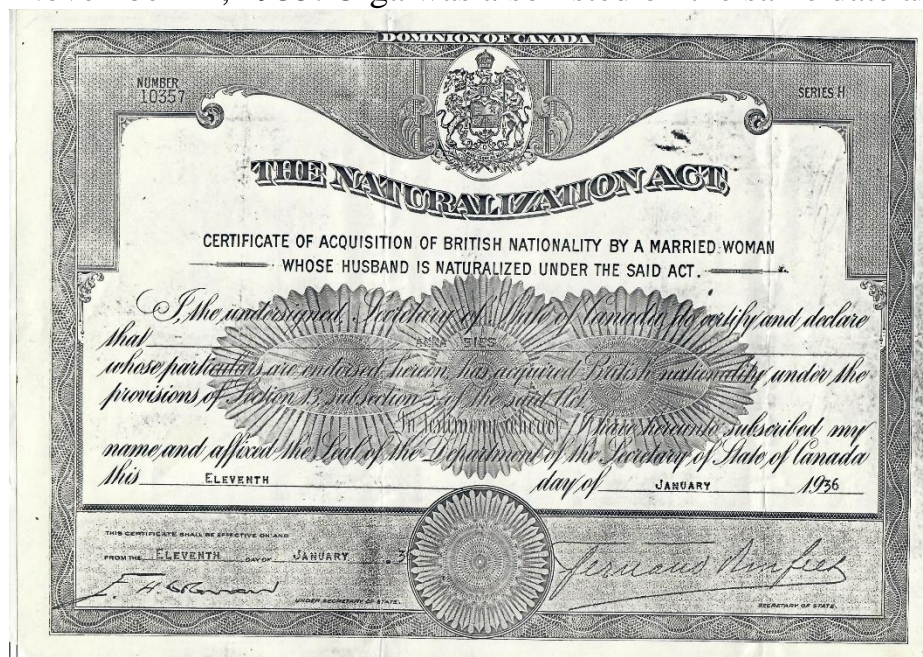 DOMINION OF CANADA
NUMBER
10357
SERIES H
THE NATURALIZATION ACT.
CERTIFICATE OF ACQUISITION OF BRITISH NATIONALITY BY A MARRIED WOMAN
WHOSE HUSBAND IS NATURALIZED UNDER THE SAID ACT.
I, the undersigned, Secretary of State of Canada, do certify and declare
that
whose particulars are endorsed hereon, has acquired British nationality under the
provisions of Section 13, subsection of the said Act.
In testimony whereof I have hereunto subscribed my
name and affixed the Seal of the Department of the Secretary of State of Canada
this ELEVENTH day of JANUARY 1936
THIS CERTIFICATE SHALL BE EFFECTIVE ON AND
FROM THE ELEVENTH DAY OF JANUARY
UNDER SECRETARY OF STATE.
SECRETARY OF STATE.